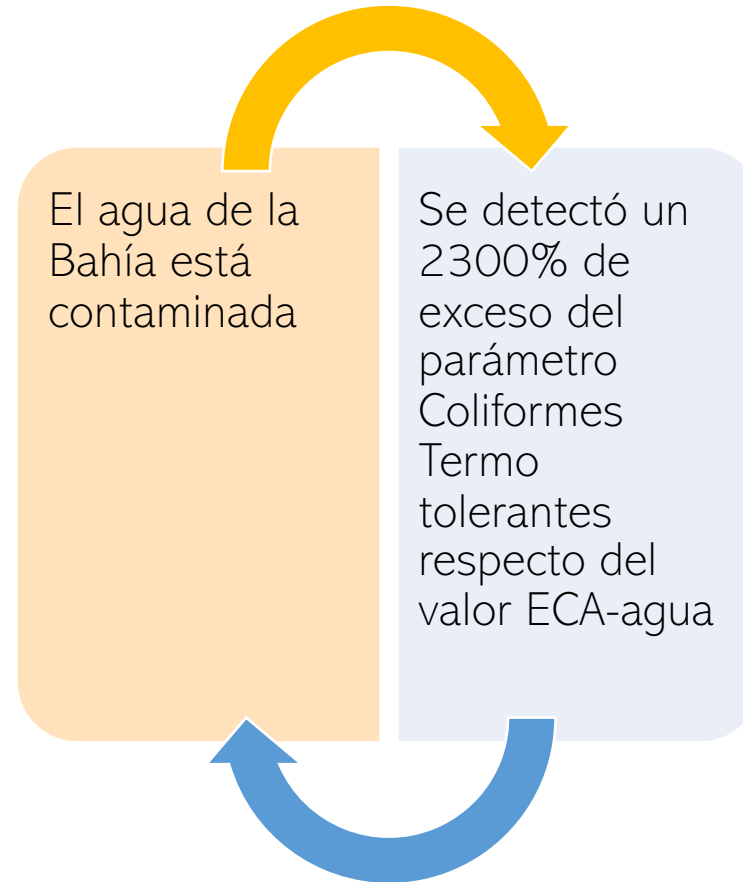 El agua de la
Bahía está
contaminada
Se detectó un
2300% de
exceso del
parámetro
Coliformes
Termo
tolerantes
respecto del
valor ECA-agua